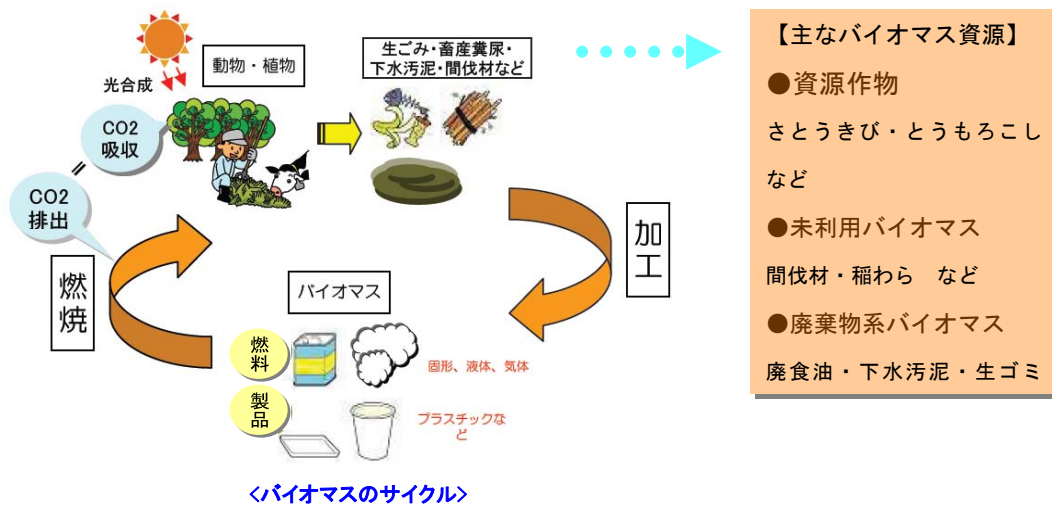 動物・植物
光合成
CO2
吸収
=
CO2
排出
生ごみ・畜産糞尿・
下水汚泥・間伐材など
加工
燃焼
バイオマス
燃料
固形、液体、気体
製品
プラスチックな
ど
<バイオマスのサイクル>
【主なバイオマス資源】
●資源作物
さとうきび・とうもろこし
など
●未利用バイオマス
間伐材・稲わら　など
●廃棄物系バイオマス
廃食油・下水汚泥・生ゴミ